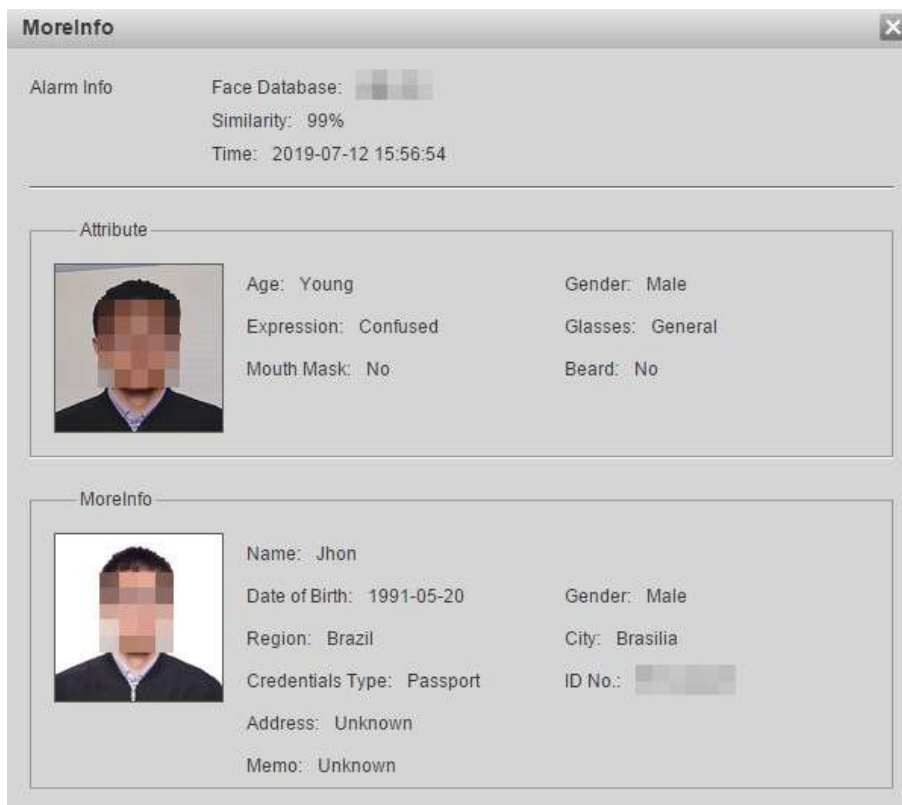 MoreInfo
Alarm Info Face Database:
Similarity: 99%
Time: 2019-07-12 15:56:54
Attribute
Age: Young Gender: Male
Expression: Confused Glasses: General
Mouth Mask: No Beard: No
MoreInfo
Name: Jhon
Date of Birth: 1991-05-20 Gender: Male
Region: Brazil City: Brasilia
Credentials Type: Passport ID No.:
Address: Unknown
Memo: Unknown